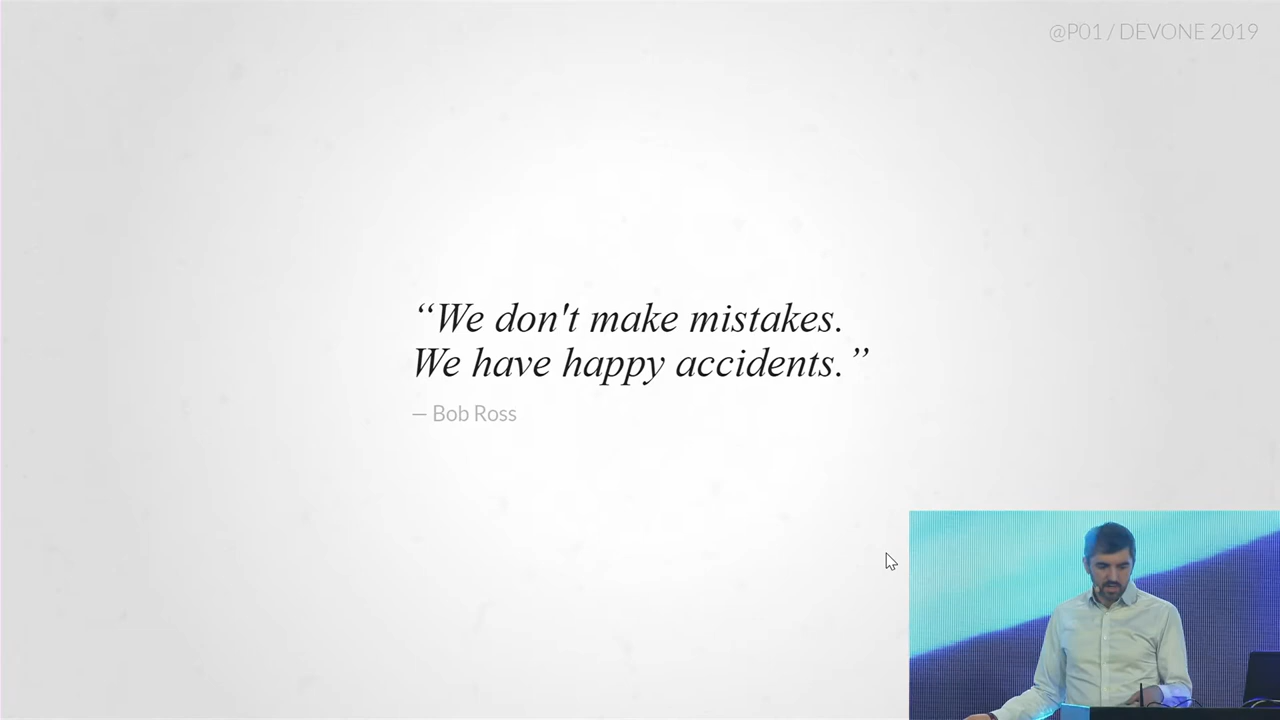 @P01 / DEVONE 2019
“We don't make mistakes.
We have happy accidents.”
— Bob Ross